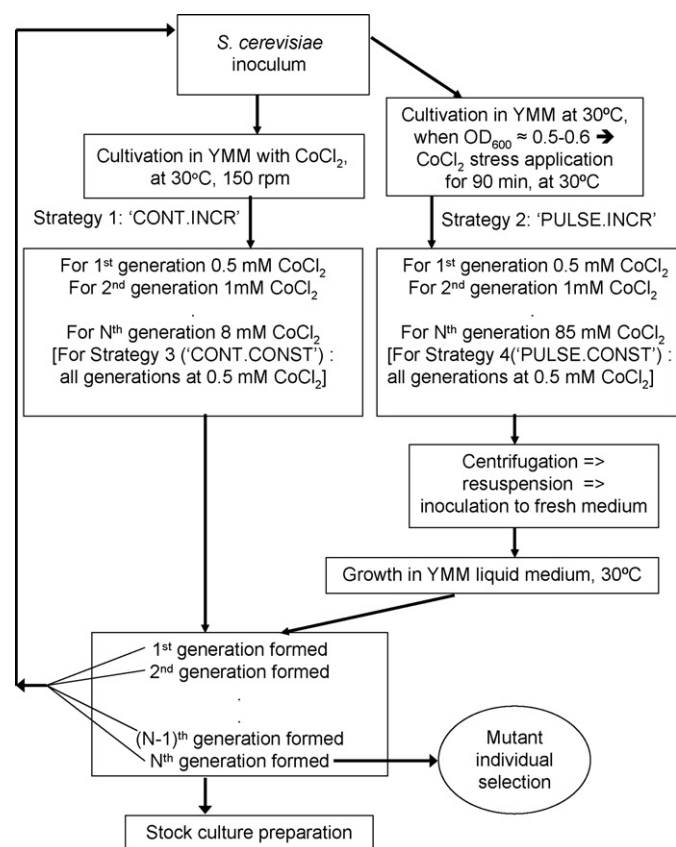 S. cerevisiae
inoculum
Cultivation in YMM with CoCl₂,
at 30ºC, 150 rpm
Cultivation in YMM at 30ºC,
when OD₆₀₀ ≈ 0.5-0.6 ➔
CoCl₂ stress application
for 90 min, at 30ºC
Strategy 1: ‘CONT.INCR’
Strategy 2: ‘PULSE.INCR’
For 1ˢᵗ generation 0.5 mM CoCl₂
For 2ⁿᵈ generation 1mM CoCl₂
.
For Nᵗʰ generation 8 mM CoCl₂
[For Strategy 3 (‘CONT.CONST’) :
all generations at 0.5 mM CoCl₂]
For 1ˢᵗ generation 0.5 mM CoCl₂
For 2ⁿᵈ generation 1mM CoCl₂
.
For Nᵗʰ generation 85 mM CoCl₂
[For Strategy 4(‘PULSE.CONST’) :
all generations at 0.5 mM CoCl₂]
Centrifugation =>
resuspension =>
inoculation to fresh medium
Growth in YMM liquid medium, 30ºC
1ˢᵗ generation formed
2ⁿᵈ generation formed
.
.
(N-1)ᵗʰ generation formed
Nᵗʰ generation formed
Mutant
individual
selection
Stock culture preparation